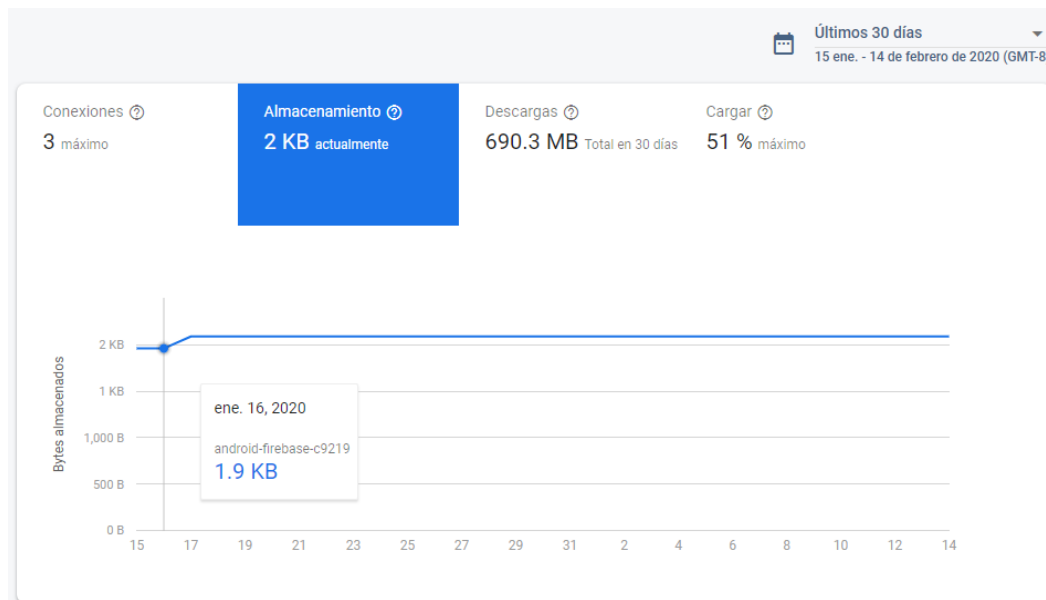 Últimos 30 días
15 ene. - 14 de febrero de 2020 (GMT-8
Conexiones
3 máximo
Almacenamiento
2 KB actualmente
Descargas
690.3 MB Total en 30 días
Cargar
51 % máximo
Bytes almacenados
2 KB
1 KB
1,000 B
500 B
0 B
ene. 16, 2020
android-firebase-c9219
1.9 KB
15 17 19 21 23 25 27 29 31 2 4 6 8 10 12 14